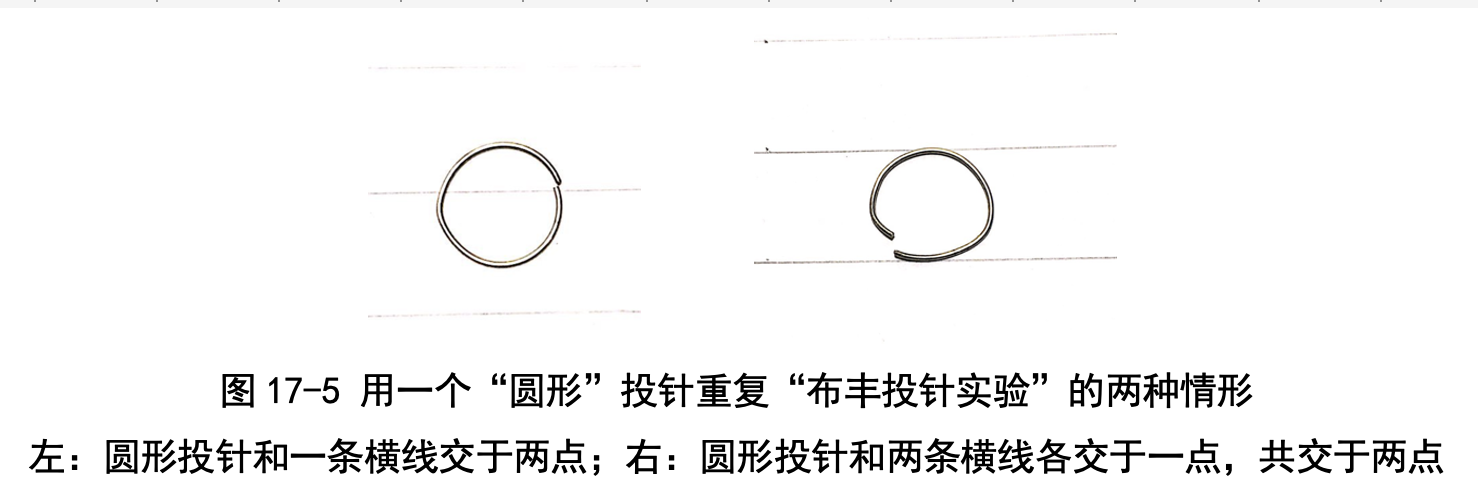 图 17-5 用一个“圆形”投针重复“布丰投针实验”的两种情形
左：圆形投针和一条横线交于两点；右：圆形投针和两条横线各交于一点，共交于两点